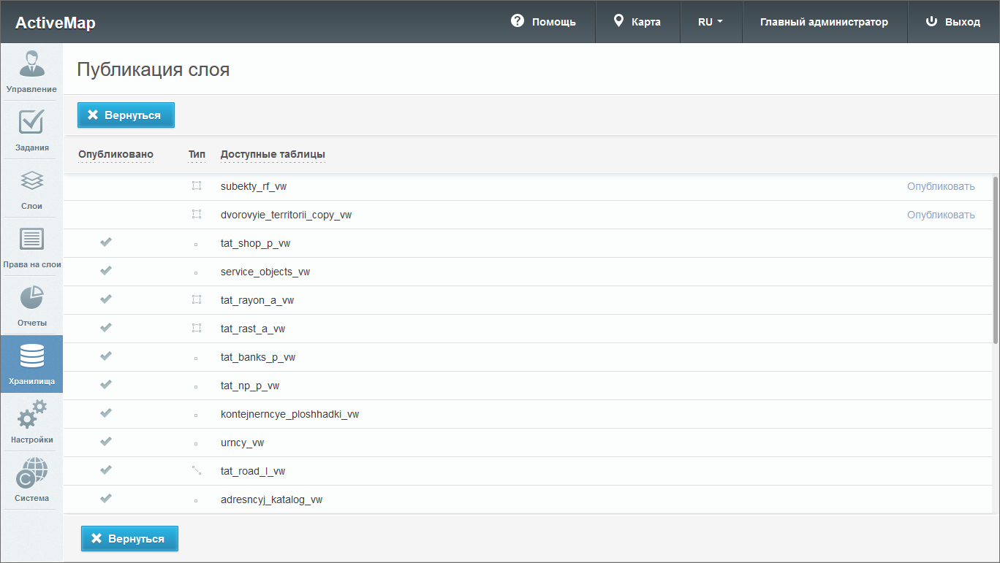 ActiveMap
Помощь
Карта
RU
Главный администратор
Выход
Управление
Задания
Слои
Права на слои
Отчеты
Хранилища
Настройки
Система
Публикация слоя
Вернуться
Опубликовано Тип Доступные таблицы
subekty_rf_vw Опубликовать
dvorovyie_territorii_copy_vw Опубликовать
tat_shop_p_vw
service_objects_vw
tat_rayon_a_vw
tat_rast_a_vw
tat_banks_p_vw
tat_np_p_vw
kontejnerncye_ploshhadki_vw
urncy_vw
tat_road_l_vw
adresncyj_katalog_vw
Вернуться